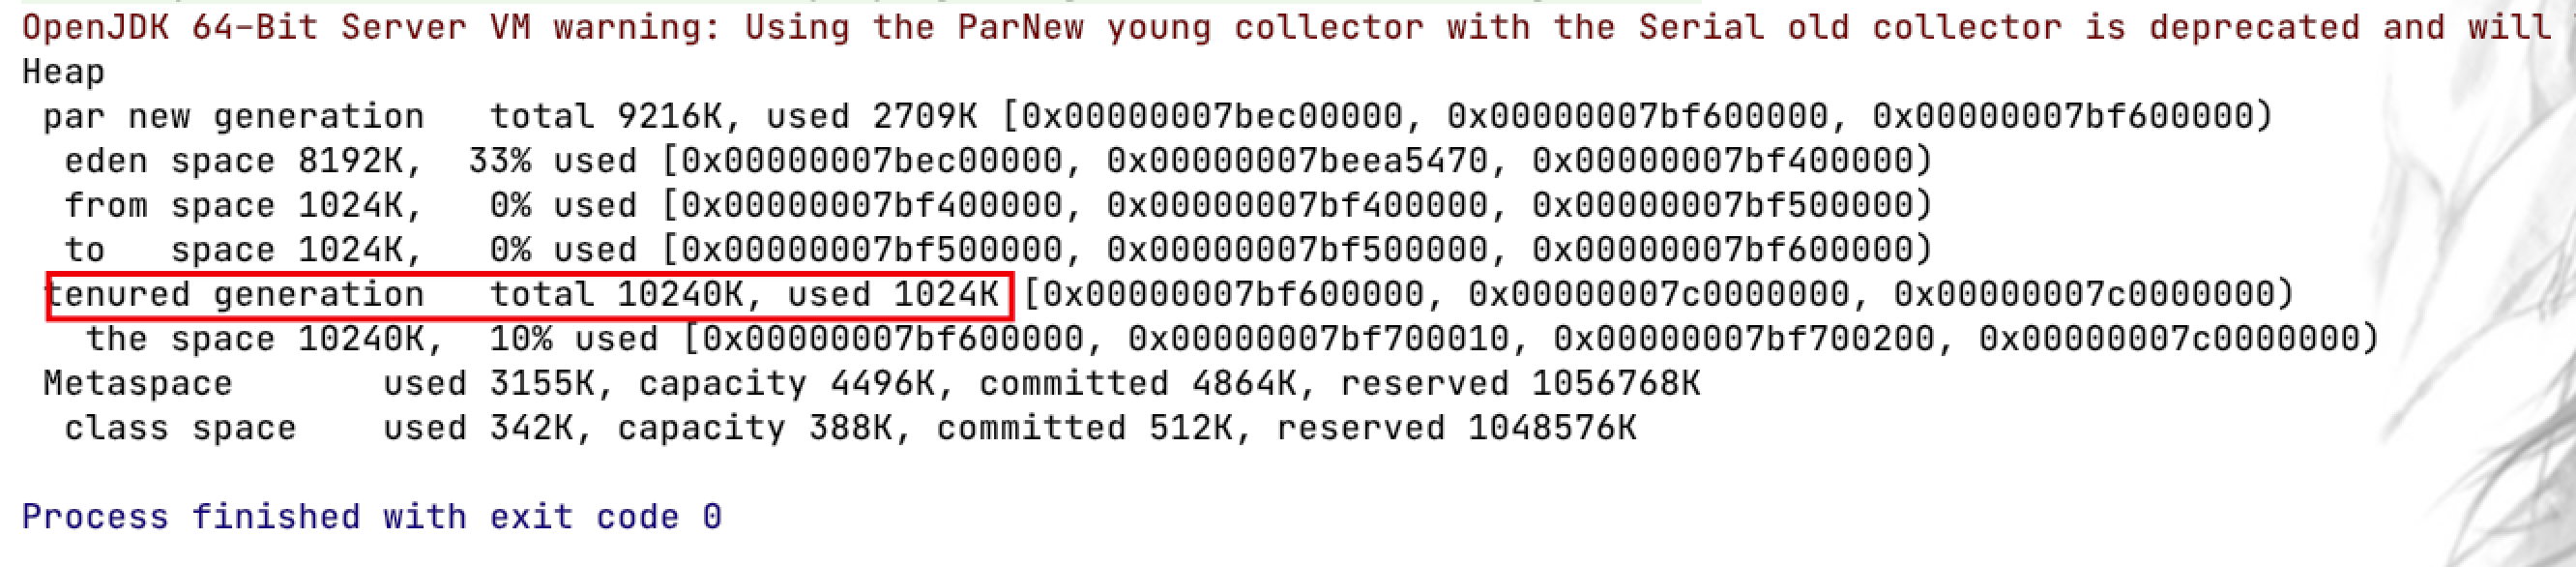 OpenJDK 64-Bit Server VM warning: Using the ParNew young collector with the Serial old collector is deprecated and will
Heap
 par new generation   total 9216K, used 2709K [0x00000007bec00000, 0x00000007bf600000, 0x00000007bf600000)
  eden space 8192K,  33% used [0x00000007bec00000, 0x00000007beea5470, 0x00000007bf400000)
  from space 1024K,   0% used [0x00000007bf400000, 0x00000007bf400000, 0x00000007bf500000)
  to   space 1024K,   0% used [0x00000007bf500000, 0x00000007bf500000, 0x00000007bf600000)
 tenured generation   total 10240K, used 1024K [0x00000007bf600000, 0x00000007c0000000, 0x00000007c0000000)
   the space 10240K,  10% used [0x00000007bf600000, 0x00000007bf700010, 0x00000007bf700200, 0x00000007c0000000)
 Metaspace       used 3155K, capacity 4496K, committed 4864K, reserved 1056768K
  class space    used 342K, capacity 388K, committed 512K, reserved 1048576K
Process finished with exit code 0